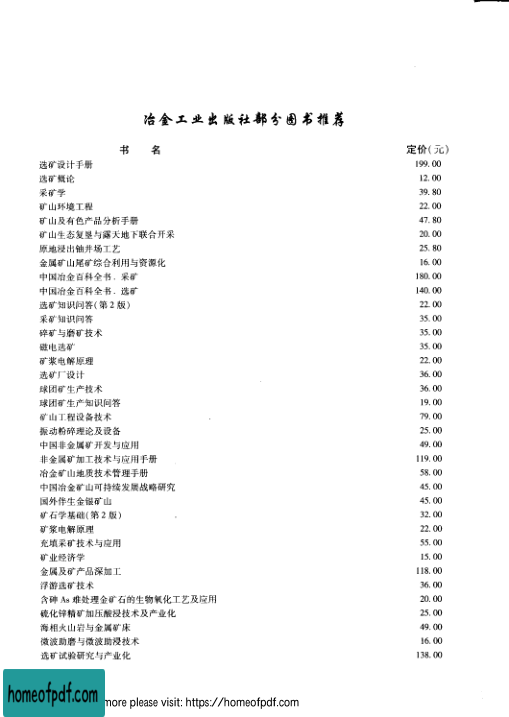 冶金工业出版社部分图书推荐
书 名 定价(元)
选矿设计手册 199.00
选矿概论 12.00
采矿学 39.80
矿山环境工程 22.00
矿山及有色产品分析手册 47.80
矿山生态复垦与露天地下联合开采 20.00
原地浸出铀井场工艺 25.80
金属矿山尾矿综合利用与资源化 16.00
中国冶金百科全书．采矿 180.00
中国冶金百科全书．选矿 140.00
选矿知识问答(第2版) 22.00
采矿知识问答 35.00
碎矿与磨矿技术 35.00
磁电选矿 35.00
矿浆电解原理 22.00
选矿厂设计 36.00
球团矿生产技术 36.00
球团矿生产知识问答 19.00
矿山工程设备技术 79.00
振动粉碎理论及设备 25.00
中国非金属矿开发与应用 49.00
非金属矿加工技术与应用手册 119.00
冶金矿山地质技术管理手册 58.00
中国冶金矿山可持续发展战略研究 45.00
国外伴生金银矿山 45.00
矿石学基础(第2版) 32.00
矿浆电解原理 22.00
充填采矿技术与应用 55.00
矿业经济学 15.00
金属及矿产品深加工 118.00
浮游选矿技术 36.00
含砷As难处理金矿石的生物氧化工艺及应用 20.00
硫化锌精矿加压酸浸技术及产业化 25.00
海相火山岩与金属矿床 49.00
微波助磨与微波助浸技术 16.00
选矿试验研究与产业化 138.00
homeofpdf.com more please visit: https://homeofpdf.com